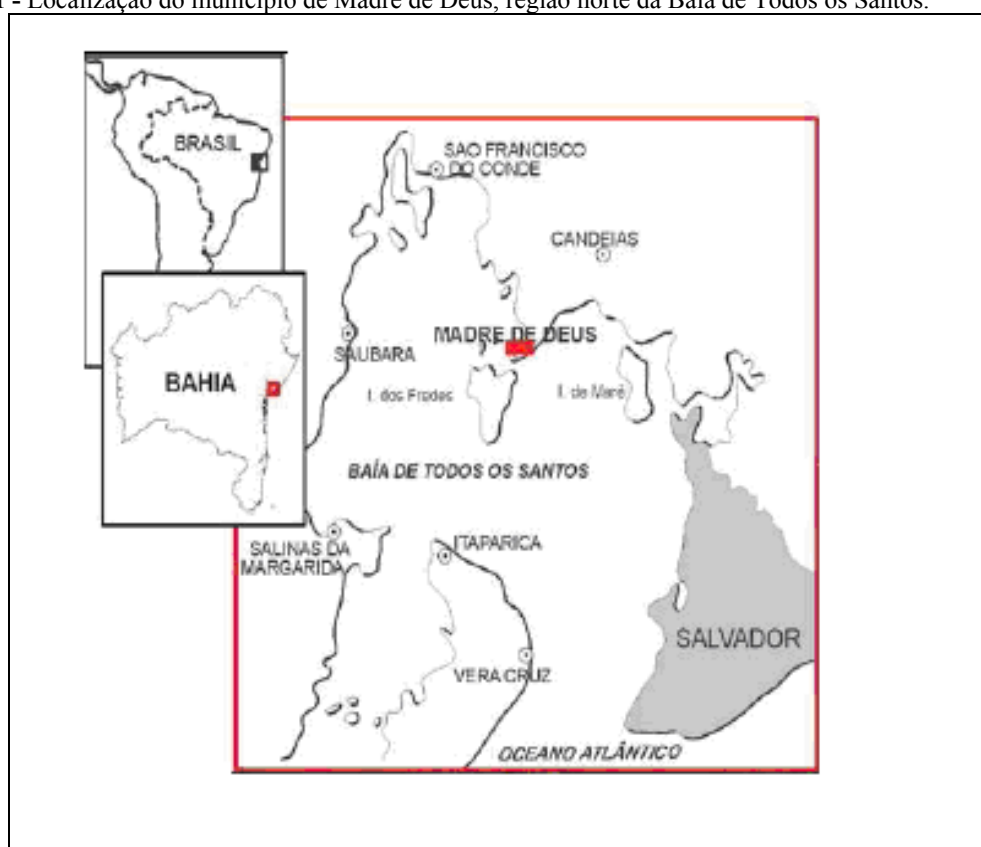 - Localização do município de Madre de Deus, região norte da Baía de Todos os Santos.
BRASIL
SAO FRANCISCO
DO CONDE
CANDEIAS
MADRE DE DEUS
SAUBARA
BAHIA
I. dos Frades
I. de Maré
BAÍA DE TODOS OS SANTOS
SALINAS DA
MARGARIDA
ITAPARICA
SALVADOR
VERA CRUZ
OCEANO ATLÂNTICO